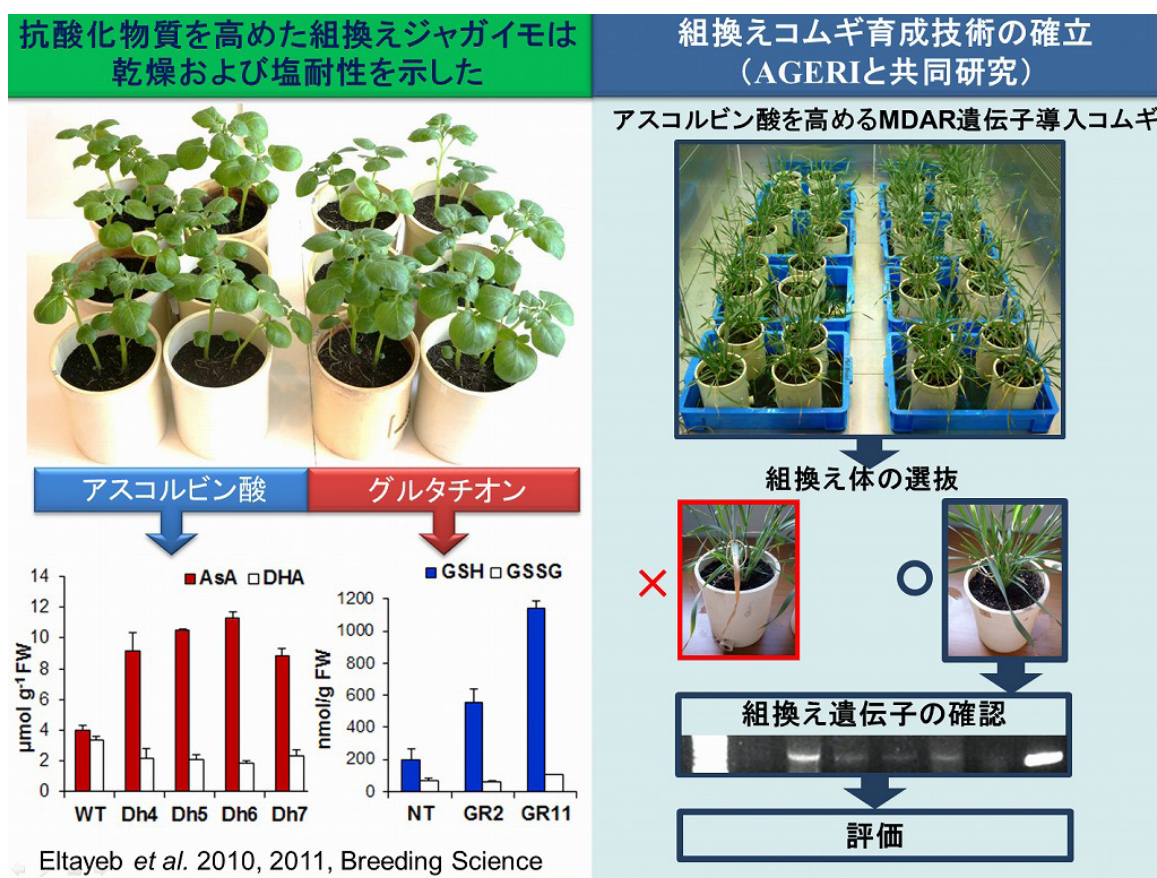 抗酸化物質を高めた組換えジャガイモは
乾燥および塩耐性を示した
アスコルビン酸
グルタチオン
AsA DHA
μmol g-1 FW
14
12
10
8
6
4
2
0
WT Dh4 Dh5 Dh6 Dh7
GSH GSSG
nmol/g FW
1200
1000
800
600
400
200
0
NT GR2 GR11
Eltayeb et al. 2010, 2011, Breeding Science
組換えコムギ育成技術の確立
（AGERIと共同研究）
アスコルビン酸を高めるMDAR遺伝子導入コムギ
組換え体の選抜
×
○
組換え遺伝子の確認
評価